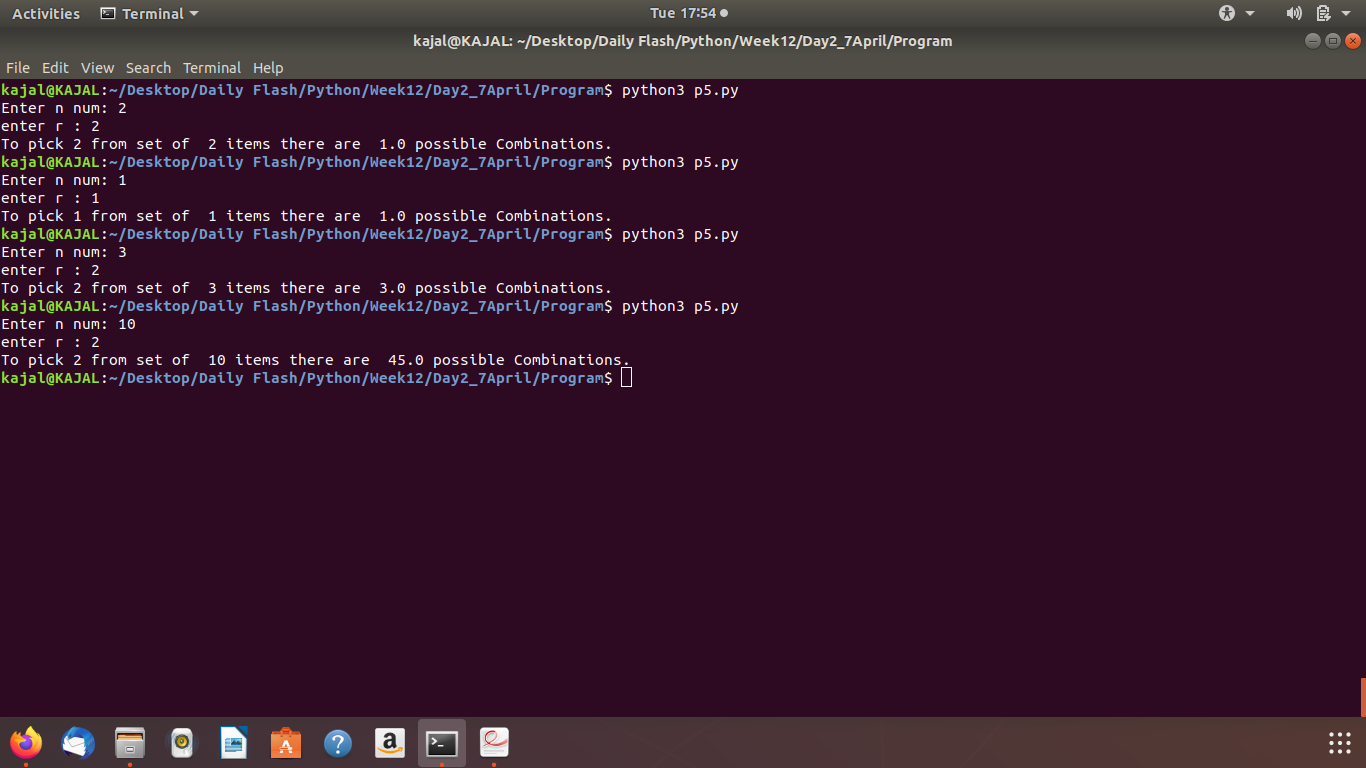 Activities Terminal Tue 17:54
kajal@KAJAL: ~/Desktop/Daily Flash/Python/Week12/Day2_7April/Program
File Edit View Search Terminal Help
kajal@KAJAL:~/Desktop/Daily Flash/Python/Week12/Day2_7April/Program$ python3 p5.py
Enter n num: 2
enter r : 2
To pick 2 from set of  2 items there are  1.0 possible Combinations.
kajal@KAJAL:~/Desktop/Daily Flash/Python/Week12/Day2_7April/Program$ python3 p5.py
Enter n num: 1
enter r : 1
To pick 1 from set of  1 items there are  1.0 possible Combinations.
kajal@KAJAL:~/Desktop/Daily Flash/Python/Week12/Day2_7April/Program$ python3 p5.py
Enter n num: 3
enter r : 2
To pick 2 from set of  3 items there are  3.0 possible Combinations.
kajal@KAJAL:~/Desktop/Daily Flash/Python/Week12/Day2_7April/Program$ python3 p5.py
Enter n num: 10
enter r : 2
To pick 2 from set of  10 items there are  45.0 possible Combinations.
kajal@KAJAL:~/Desktop/Daily Flash/Python/Week12/Day2_7April/Program$